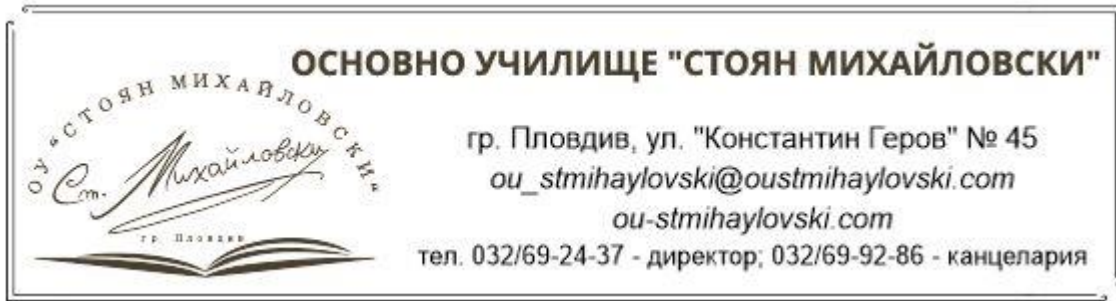 ОСНОВНО УЧИЛИЩЕ "СТОЯН МИХАЙЛОВСКИ"
ОУ "СТОЯН МИХАЙЛОВСКИ"
Ст. Михайловски
гр. Пловдив
гр. Пловдив, ул. "Константин Геров" № 45
ou_stmihaylovski@oustmihaylovski.com
ou-stmihaylovski.com
тел. 032/69-24-37 - директор; 032/69-92-86 - канцелария